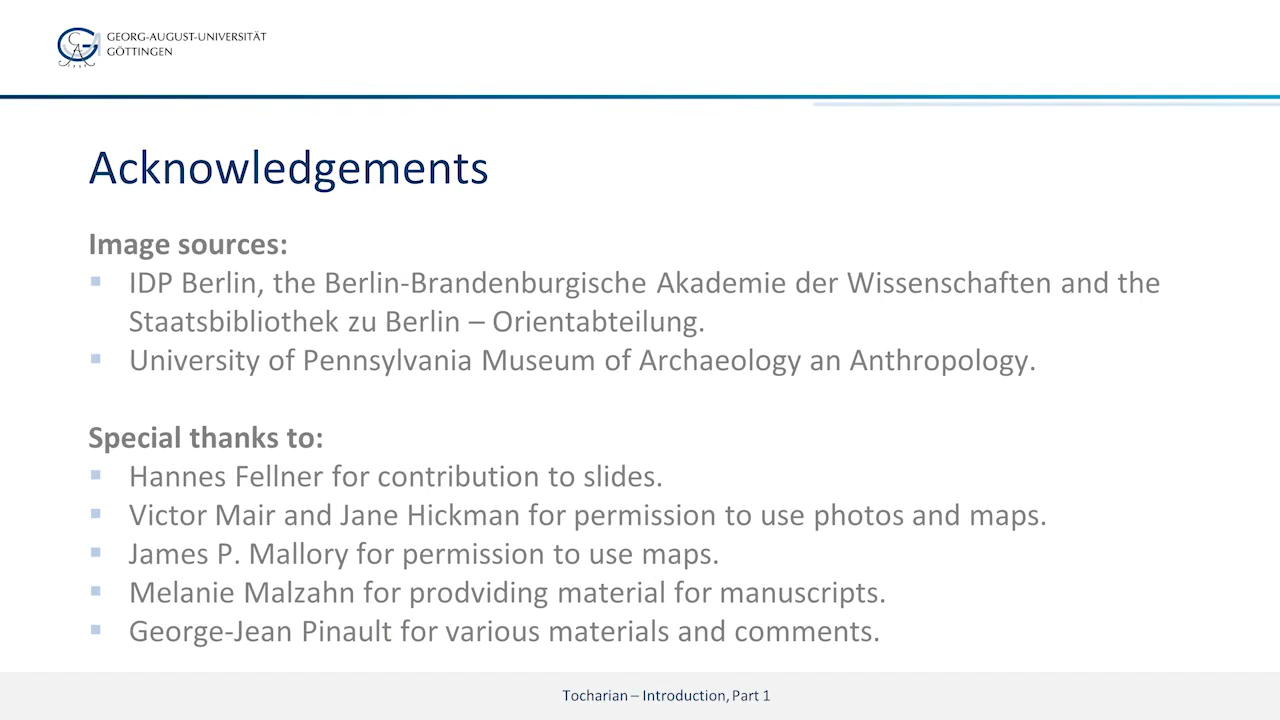 GEORG-AUGUST-UNIVERSITÄT
GÖTTINGEN
Acknowledgements
Image sources:
IDP Berlin, the Berlin-Brandenburgische Akademie der Wissenschaften and the
Staatsbibliothek zu Berlin – Orientabteilung.
University of Pennsylvania Museum of Archaeology an Anthropology.
Special thanks to:
Hannes Fellner for contribution to slides.
Victor Mair and Jane Hickman for permission to use photos and maps.
James P. Mallory for permission to use maps.
Melanie Malzahn for prodviding material for manuscripts.
George-Jean Pinault for various materials and comments.
Tocharian – Introduction, Part 1